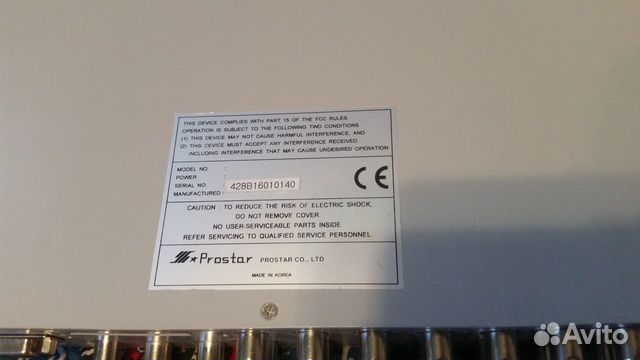 THIS DEVICE COMPLIES WITH PART 15 OF THE FCC RULES
OPERATION IS SUBJECT TO THE FOLLOWING TWO CONDITIONS
(1) THIS DEVICE MAY NOT CAUSE HARMFUL INTERFERENCE, AND
(2) THIS DEVICE MUST ACCEPT ANY INTERFERENCE RECEIVED
INCLUDING INTERFERENCE THAT MAY CAUSE UNDESIRED OPERATION
MODEL NO :
POWER :
SERIAL NO : 428B16010140
MANUFACTURED :
CE
CAUTION : TO REDUCE THE RISK OF ELECTRIC SHOCK,
DO NOT REMOVE COVER
NO USER-SERVICEABLE PARTS INSIDE
REFER SERVICING TO QUALIFIED SERVICE PERSONNEL
Prostar PROSTAR CO., LTD
MADE IN KOREA
Avito